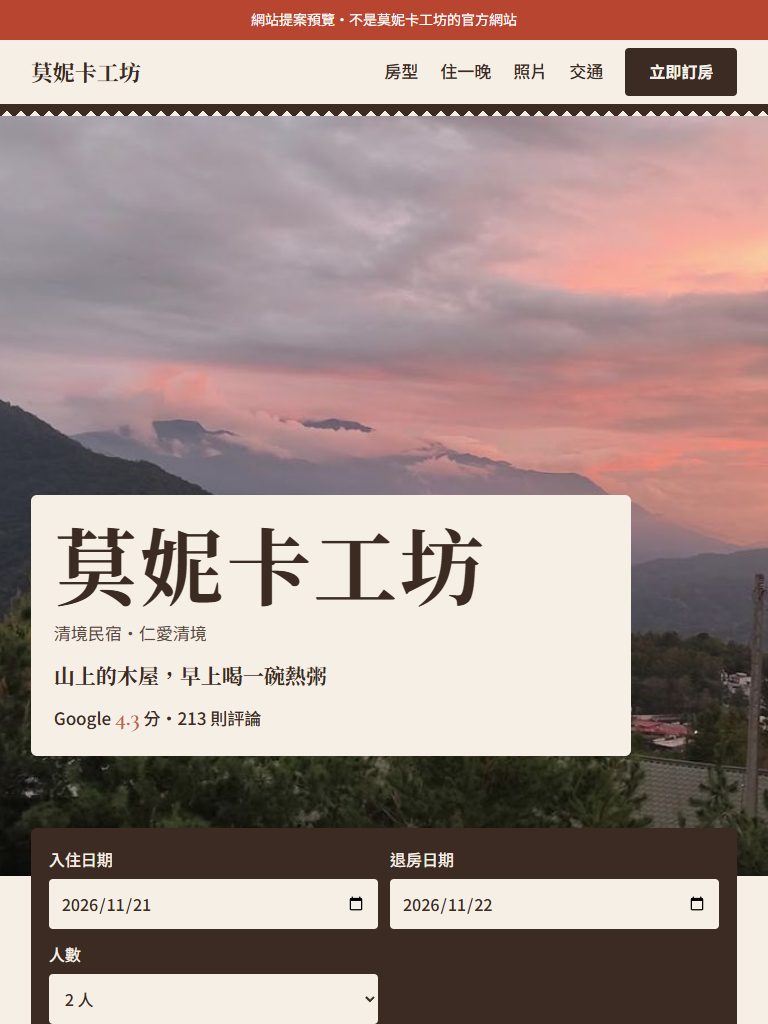 網站提案預覽・不是莫妮卡工坊的官方網站
莫妮卡工坊 房型 住一晚 照片 交通 立即訂房
莫妮卡工坊
清境民宿・仁愛清境
山上的木屋，早上喝一碗熱粥
Google 4.3 分・213 則評論
入住日期 退房日期
2026/11/21 2026/11/22
人數
2 人